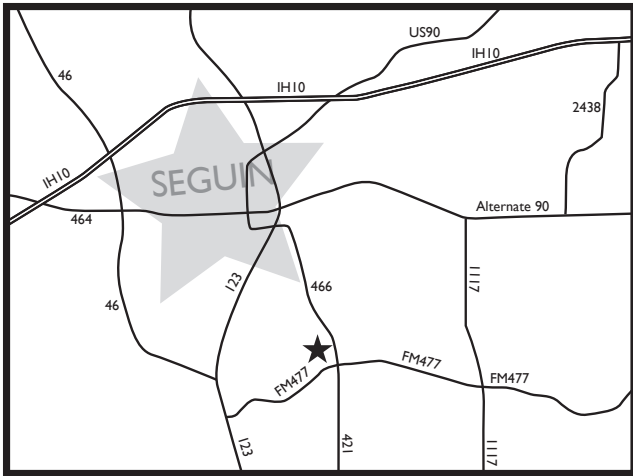 US90
46
IH10
IH10
2438
IH10
SEGUIN
464
Alternate 90
123
466
1117
46
FM477
FM477
FM477
123
421
1117